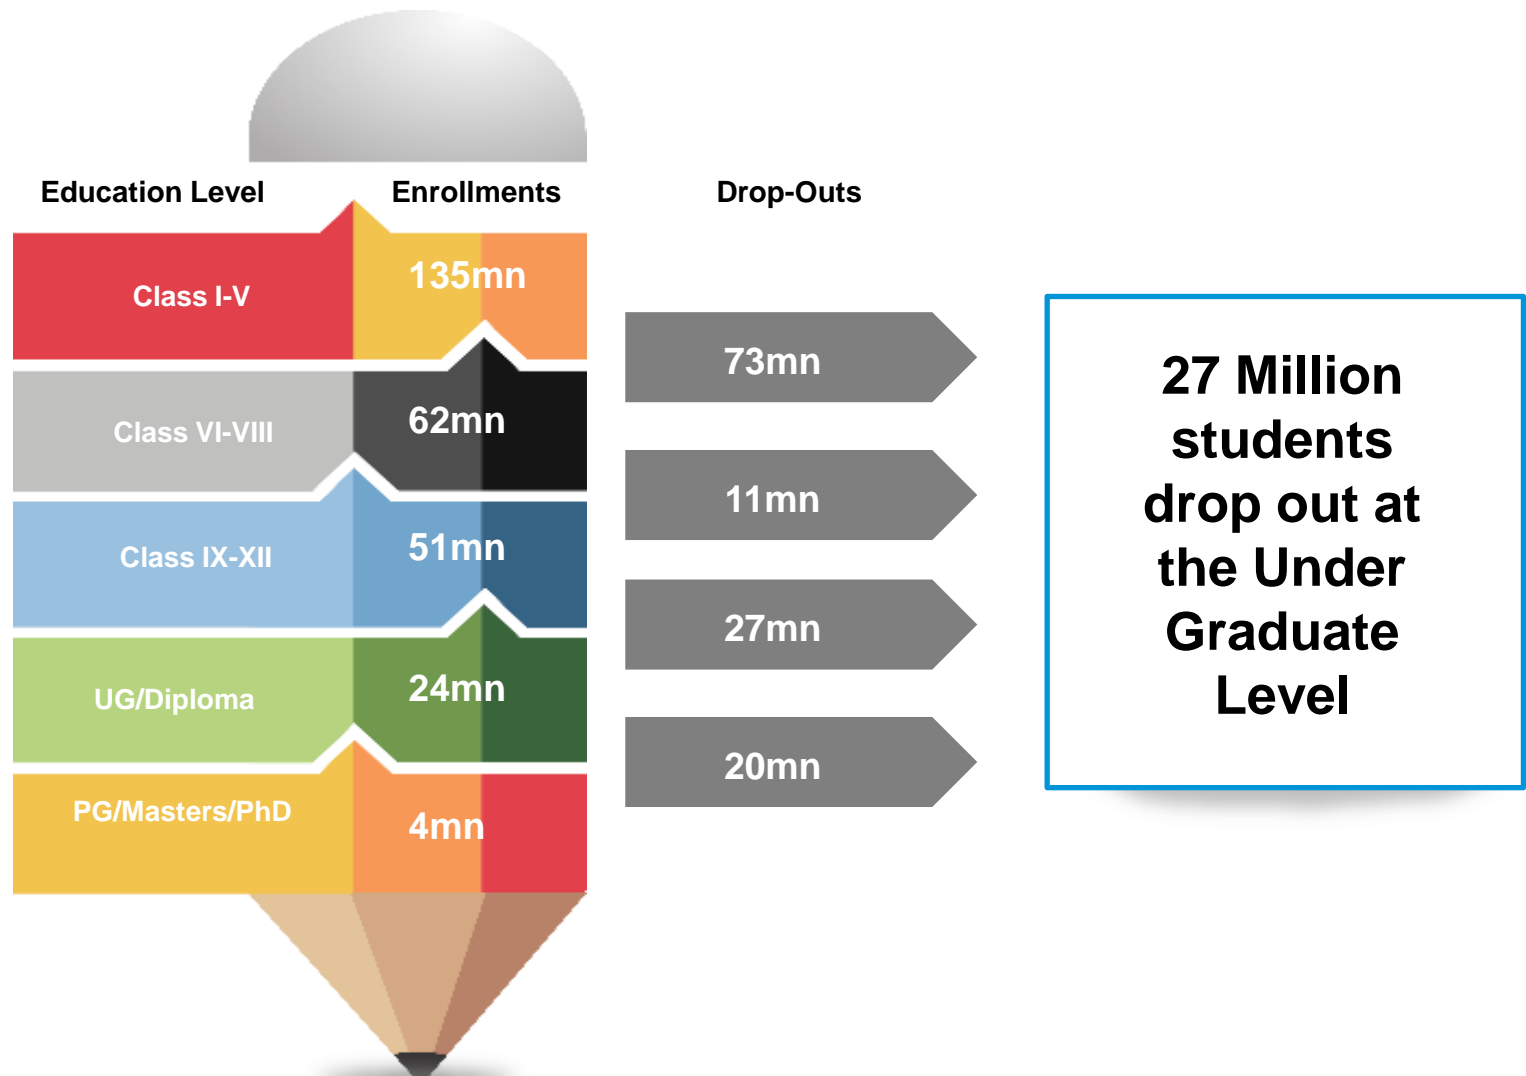 Education Level Enrollments Drop-Outs
Class I-V 135mn
73mn
Class VI-VIII 62mn
11mn
Class IX-XII 51mn
27mn
UG/Diploma 24mn
20mn
PG/Masters/PhD 4mn
27 Million
students
drop out at
the Under
Graduate
Level